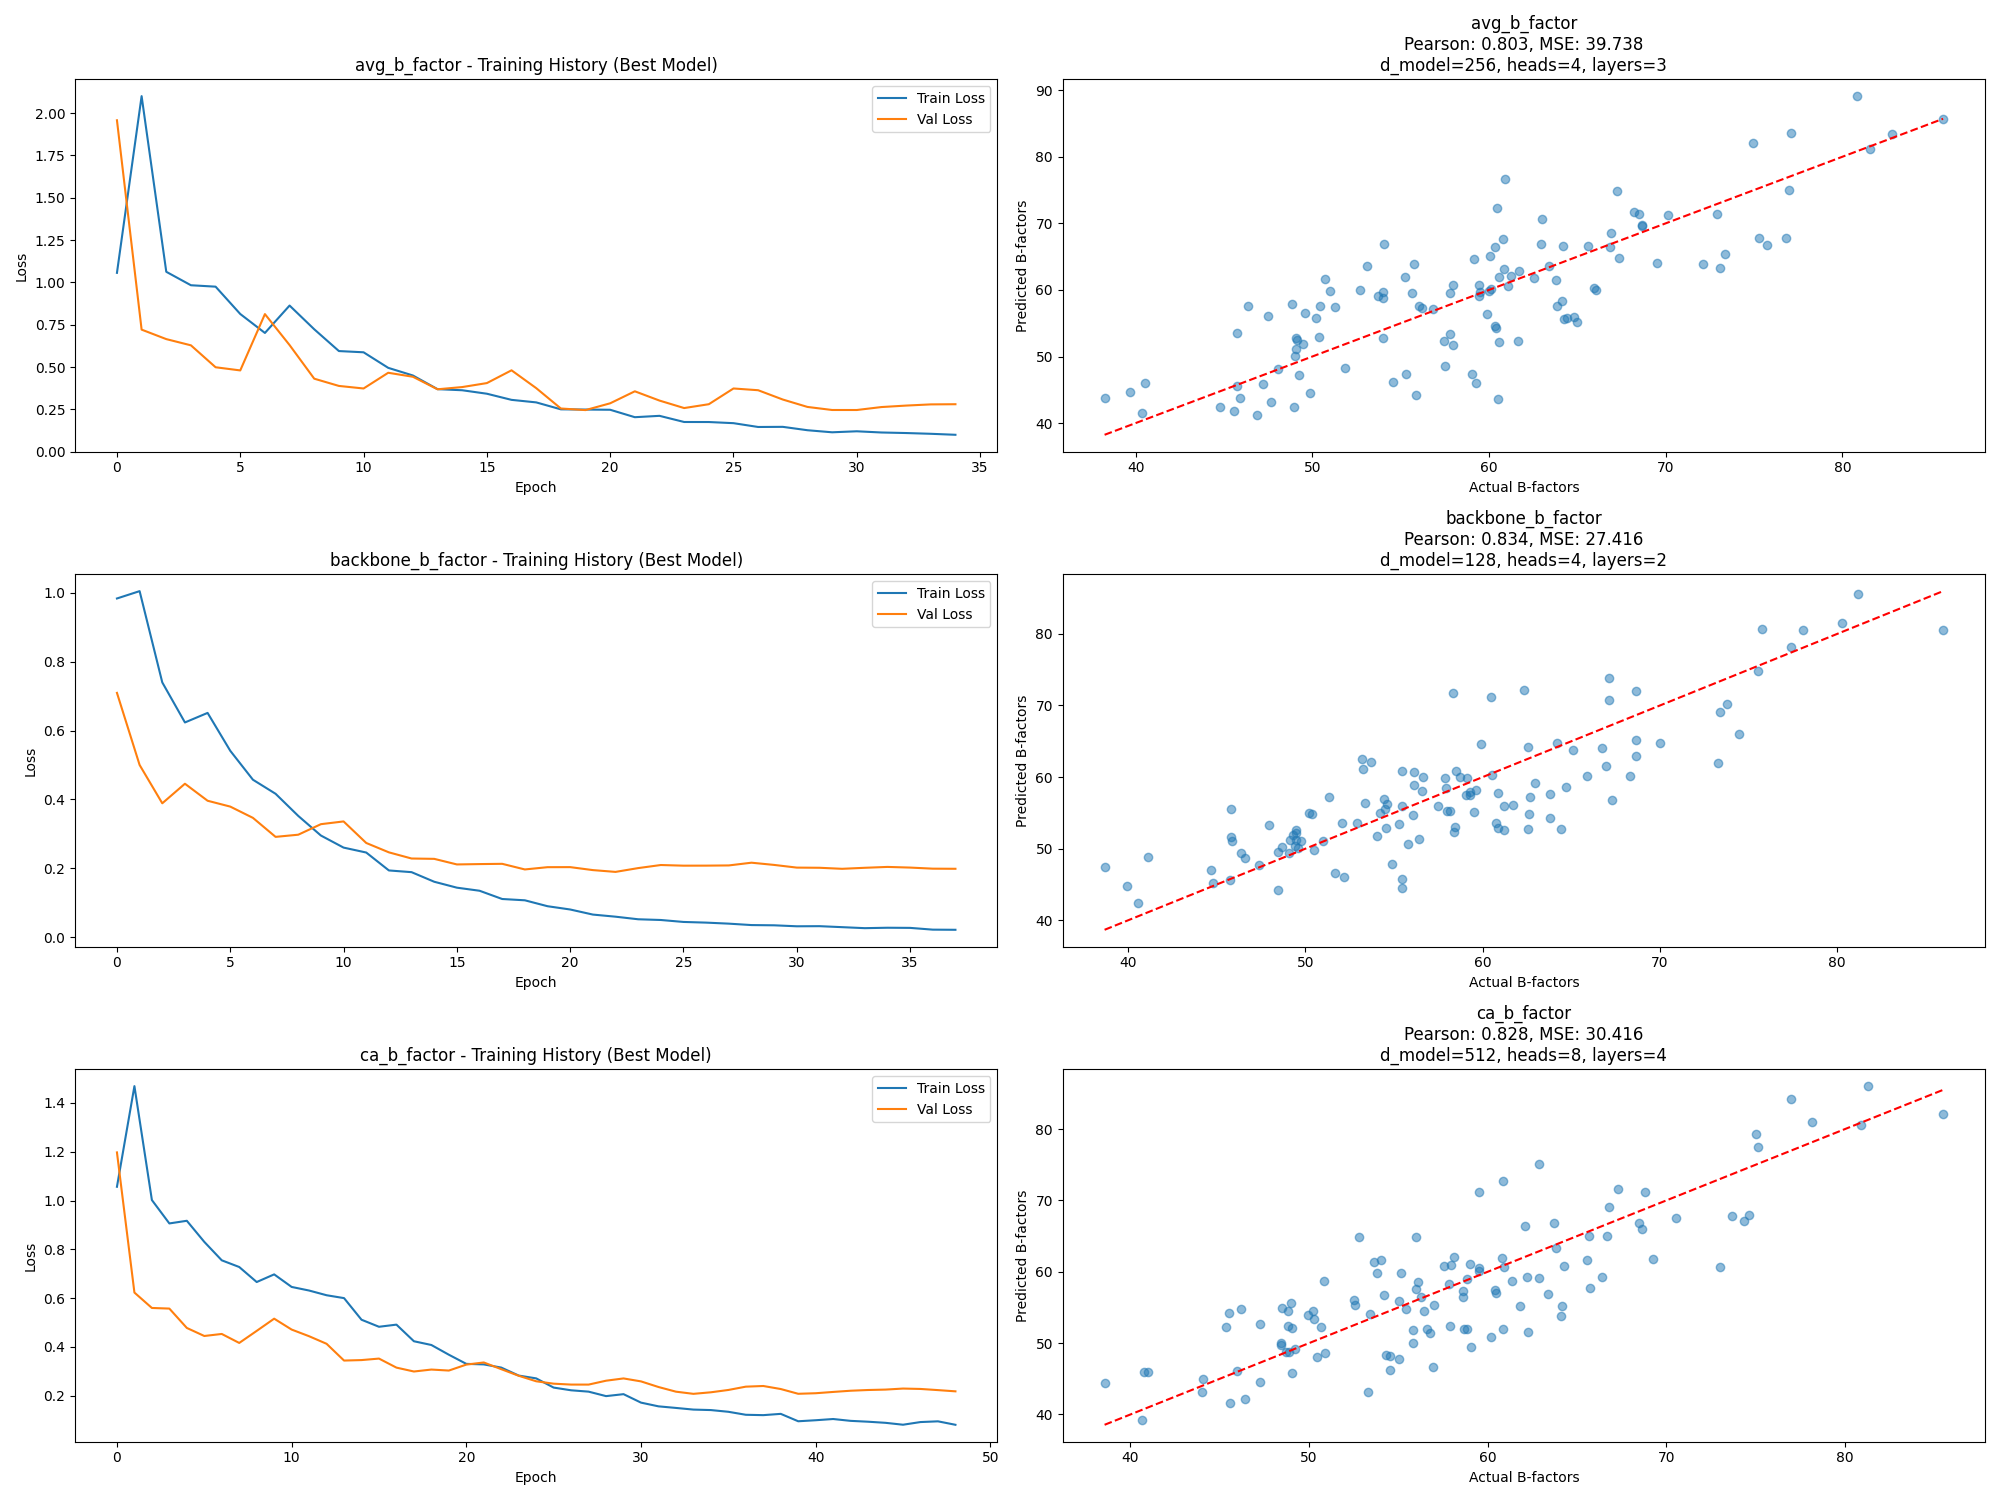 avg_b_factor - Training History (Best Model)
Train Loss
Val Loss
2.00
1.75
1.50
1.25
1.00
0.75
0.50
0.25
0.00
Loss
0 5 10 15 20 25 30 35
Epoch
avg_b_factor
Pearson: 0.803, MSE: 39.738
d_model=256, heads=4, layers=3
90
80
70
60
50
40
Predicted B-factors
40 50 60 70 80
Actual B-factors
backbone_b_factor - Training History (Best Model)
Train Loss
Val Loss
1.0
0.8
0.6
0.4
0.2
0.0
Loss
0 5 10 15 20 25 30 35
Epoch
backbone_b_factor
Pearson: 0.834, MSE: 27.416
d_model=128, heads=4, layers=2
80
70
60
50
40
Predicted B-factors
40 50 60 70 80
Actual B-factors
ca_b_factor - Training History (Best Model)
Train Loss
Val Loss
1.4
1.2
1.0
0.8
0.6
0.4
0.2
Loss
0 10 20 30 40 50
Epoch
ca_b_factor
Pearson: 0.828, MSE: 30.416
d_model=512, heads=8, layers=4
80
70
60
50
40
Predicted B-factors
40 50 60 70 80
Actual B-factors